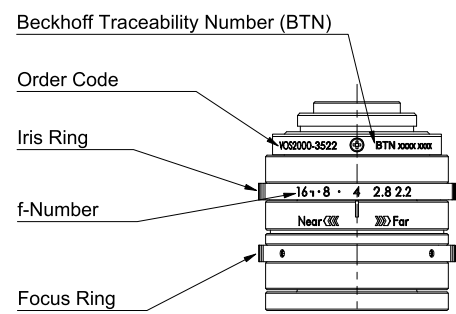 Beckhoff Traceability Number (BTN)
Order Code
VOS2000-3522 BTN xxxx xxxx
Iris Ring
16 · 8 · 4 2.8 2.2
f-Number
Near Far
Focus Ring